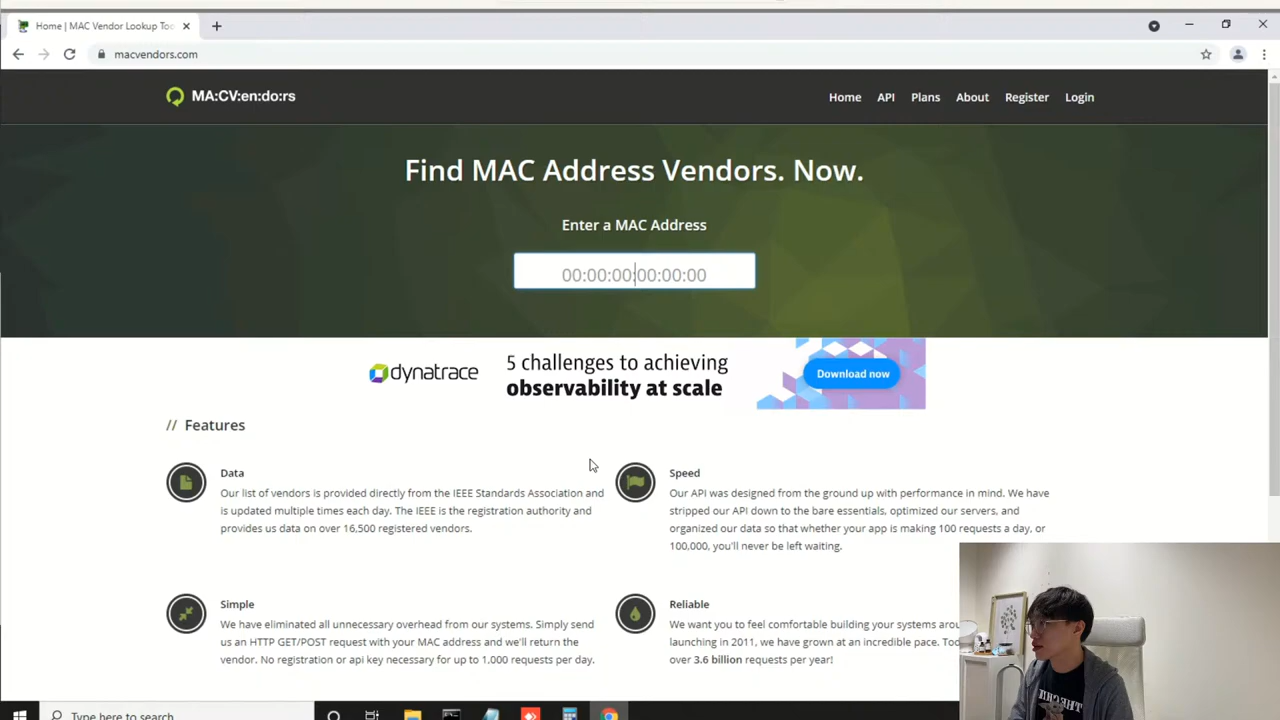 Home | MAC Vendor Lookup Too
macvendors.com
MA:CV:en:do:rs
Home API Plans About Register Login
Find MAC Address Vendors. Now.
Enter a MAC Address
00:00:00:00:00:00
dynatrace
5 challenges to achieving
observability at scale
Download now
// Features
Data
Our list of vendors is provided directly from the IEEE Standards Association and
is updated multiple times each day. The IEEE is the registration authority and
provides us data on over 16,500 registered vendors.
Speed
Our API was designed from the ground up with performance in mind. We have
stripped our API down to the bare essentials, optimized our servers, and
organized our data so that whether your app is making 100 requests a day, or
100,000, you'll never be left waiting.
Simple
We have eliminated all unnecessary overhead from our systems. Simply send
us an HTTP GET/POST request with your MAC address and we'll return the
vendor. No registration or api key necessary for up to 1,000 requests per day.
Reliable
We want you to feel comfortable building your systems arou
launching in 2011, we have grown at an incredible pace. Tod
over 3.6 billion requests per year!
Type here to search